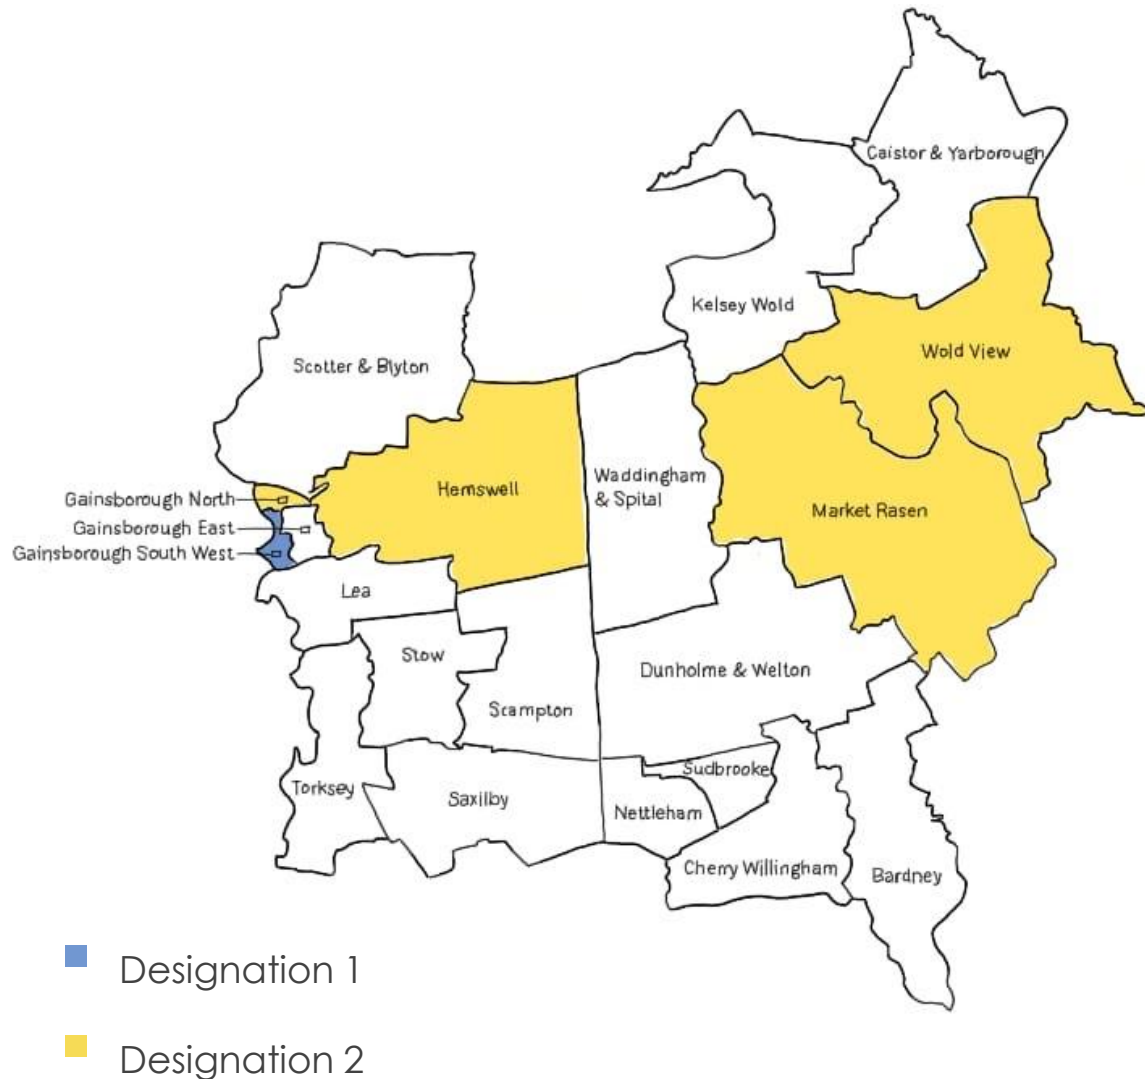 Caistor & Yarborough
Kelsey Wold
Wold View
Scotter & Blyton
Hemswell
Waddingham
& Spital
Market Rasen
Gainsborough North
Gainsborough East
Gainsborough South West
Lea
Stow
Dunholme & Welton
Scampton
Sudbrooke
Torksey
Saxilby
Nettleham
Cherry Willingham
Bardney
Designation 1
Designation 2